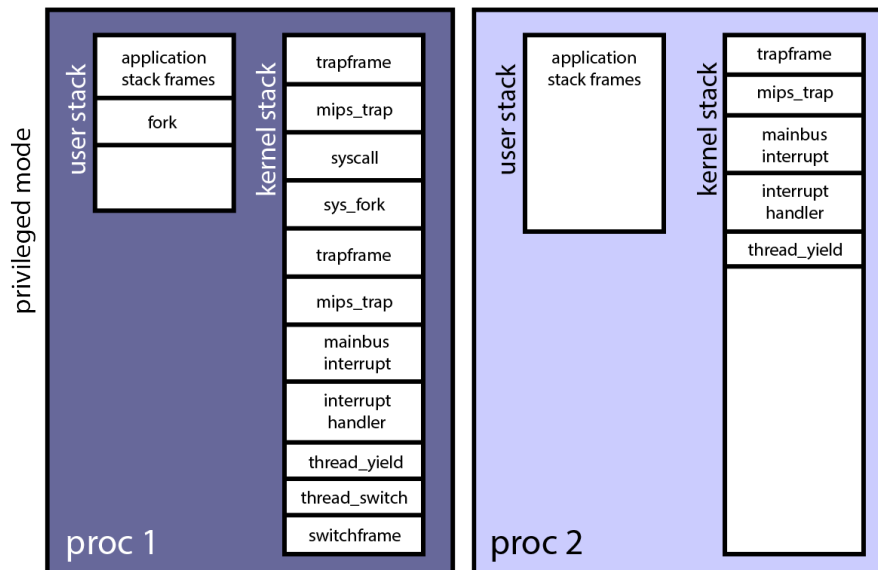 privileged mode
user stack
application
stack frames
fork
kernel stack
trapframe
mips_trap
syscall
sys_fork
trapframe
mips_trap
mainbus
interrupt
interrupt
handler
thread_yield
thread_switch
switchframe
proc 1
user stack
application
stack frames
kernel stack
trapframe
mips_trap
mainbus
interrupt
interrupt
handler
thread_yield
proc 2